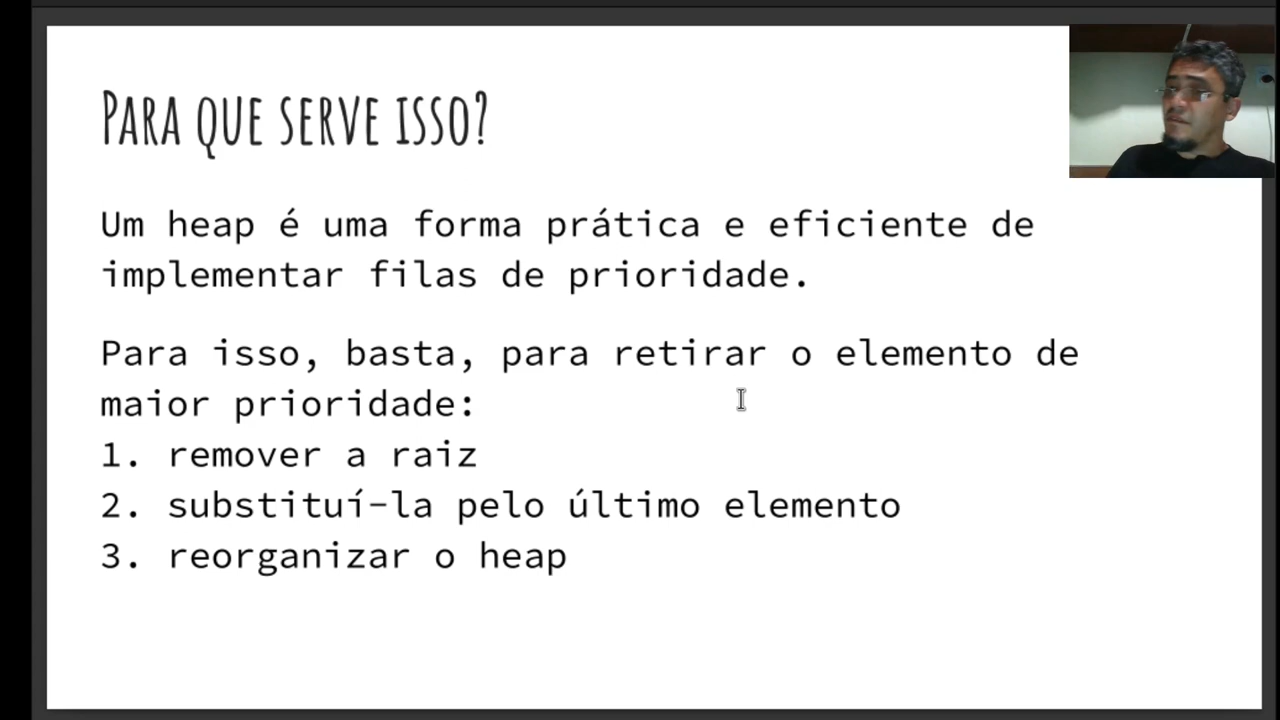 Para que serve isso?
Um heap é uma forma prática e eficiente de
implementar filas de prioridade.
Para isso, basta, para retirar o elemento de
maior prioridade:
1. remover a raiz
2. substituí-la pelo último elemento
3. reorganizar o heap